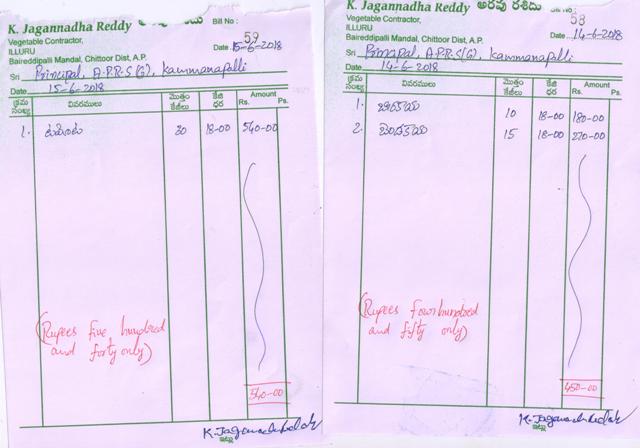 K. Jagannadha Reddy
Bill No :
59
Vegetable Contractor,
ILLURU
Date 15-6-2018
Baireddipalli Mandal, Chittoor Dist, A.P.
Sri Principal, A.P.R.S(G), Kammanapalli
Date 15-6-2018
క్రమ సంఖ్య
వివరములు
మొత్తం కేజీలు
కేజి ధర
Amount
Rs. Ps.
1. టమోట 30 18-00 540-00
(Rupees five hundred
and forty only)
540-00
K. Jagannadha Reddy
ఇట్లు
K. Jagannadha Reddy అరువు రశీదు
Bill No :
58
Vegetable Contractor,
ILLURU
Date 14-6-2018
Baireddipalli Mandal, Chittoor Dist, A.P.
Sri Principal, A.P.R.S(G), Kammanapalli
Date 14-6-2018
క్రమ సంఖ్య
వివరములు
మొత్తం కేజీలు
కేజి ధర
Amount
Rs. Ps.
1. 10 18-00 180-00
2. బెండకాయ 15 18-00 270-00
(Rupees four hundred
and fifty only)
450-00
K. Jagannadha Reddy
ఇట్లు